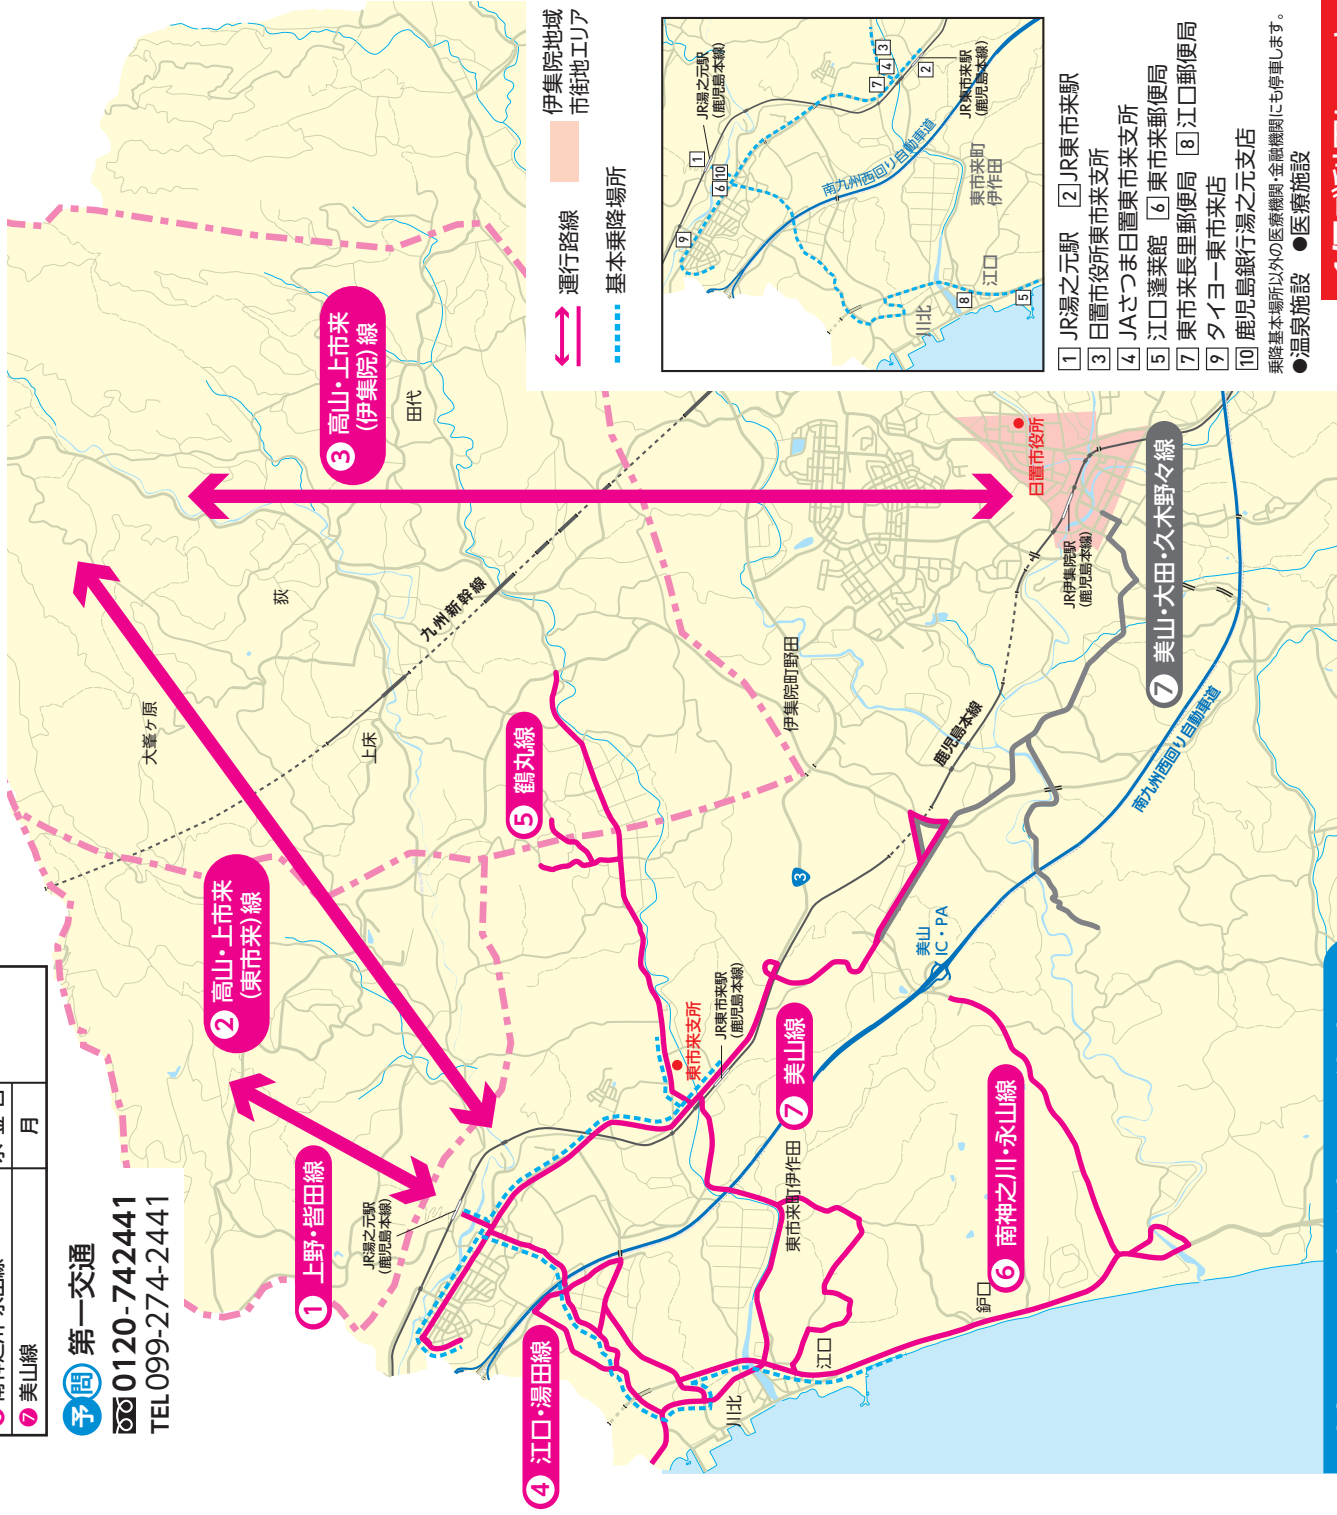 ⑦ 美山線
月
予 問 第一交通
0120-742441
TEL099-274-2441
① 上野・皆田線
② 高山・上市来
(東市来)線
③ 高山・上市来
(伊集院)線
④ 江口・湯田線
⑤ 鶴丸線
⑥ 南神之川・永山線
⑦ 美山線
⑦ 美山・大田・久木野々線
大峯ヶ原
荻
上床
田代
九州新幹線
伊集院町野田
鹿児島本線
日置市役所
JR伊集院駅
(鹿児島本線)
南九州西回り自動車道
3
美山
IC・PA
東市来支所
JR東市来駅
(鹿児島本線)
JR湯之元駅
(鹿児島本線)
東市来町伊作田
江口
川北
鈩口
運行路線
基本乗降場所
伊集院地域
市街地エリア
JR湯之元駅
(鹿児島本線)
JR東市来駅
(鹿児島本線)
南九州西回り自動車道
東市来町
伊作田
江口
川北
1
2
3
4
5
6 10
7
8
9
1 JR湯之元駅 2 JR東市来駅
3 日置市役所東市来支所
4 JAさつま日置東市来支所
5 江口蓬莱館 6 東市来郵便局
7 東市来長里郵便局 8 江口郵便局
9 タイヨー東市来店
10 鹿児島銀行湯之元支店
乗降基本場所以外の医療機関・金融機関にも停車します。
●温泉施設 ●医療施設